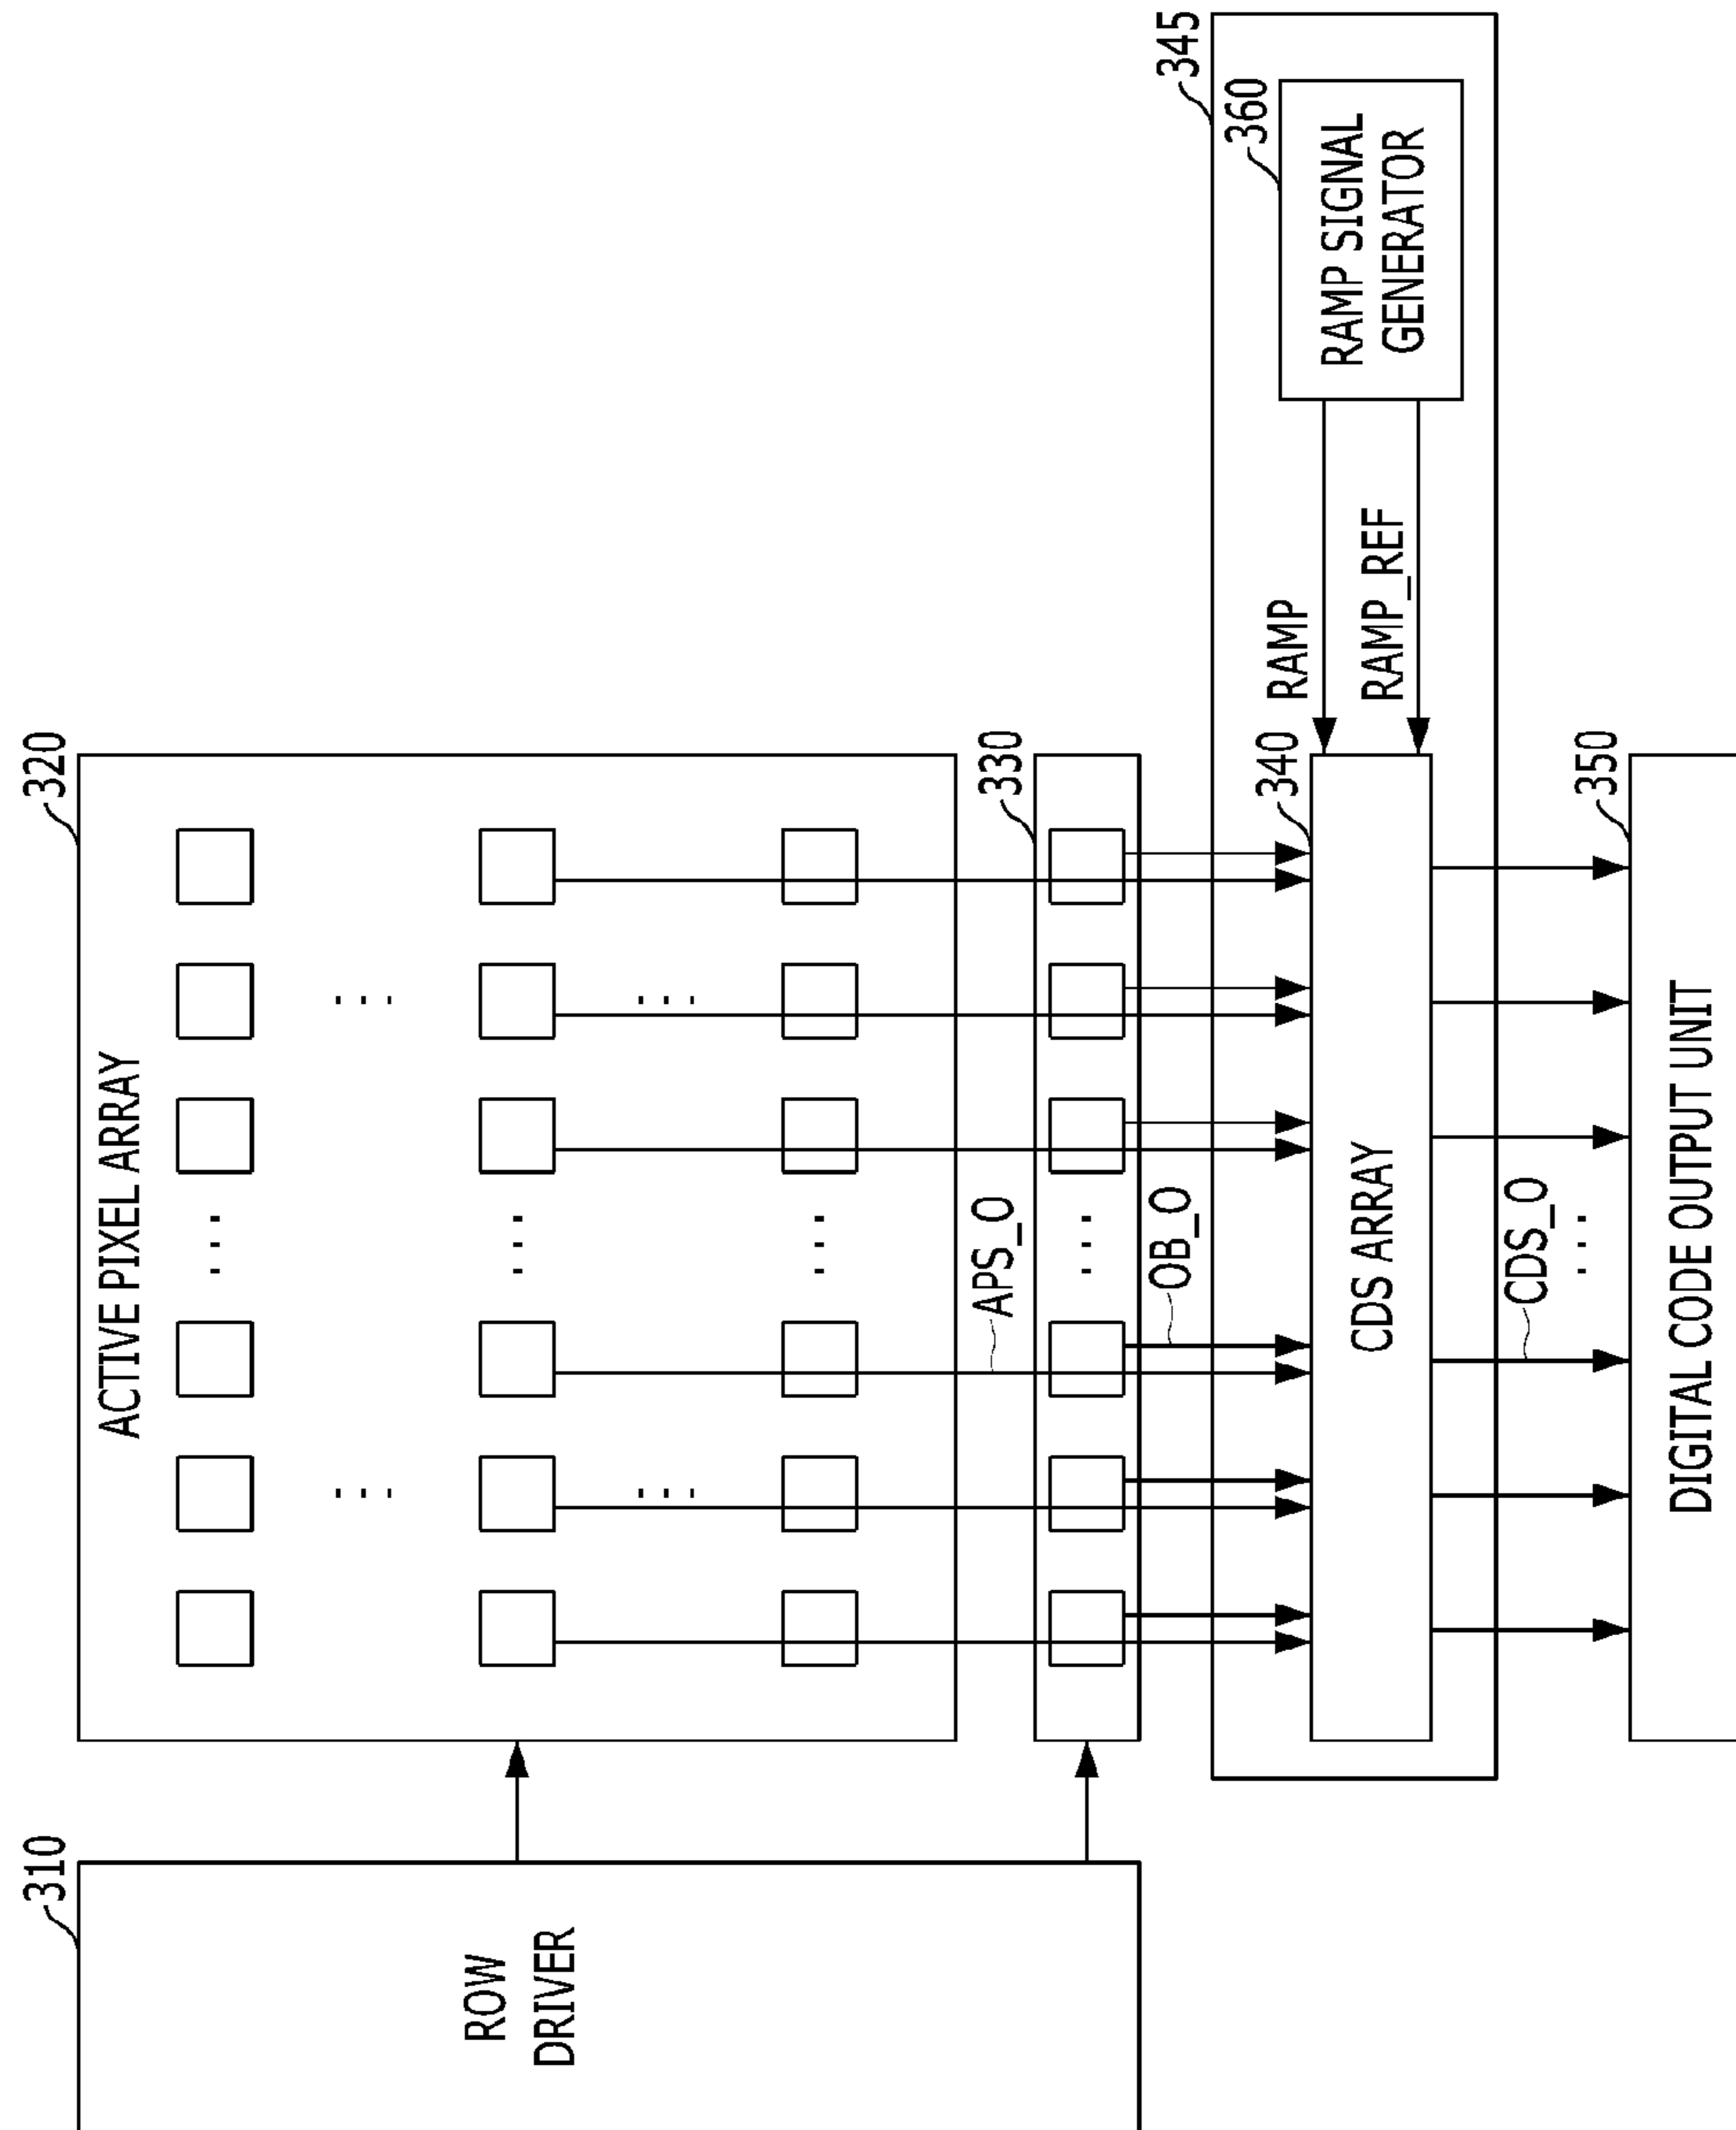 310
ROW
DRIVER
320
ACTIVE PIXEL ARRAY
APS_O
330
OB_O
345
340
CDS ARRAY
RAMP
RAMP_REF
360
RAMP SIGNAL
GENERATOR
CDS_O
350
DIGITAL CODE OUTPUT UNIT